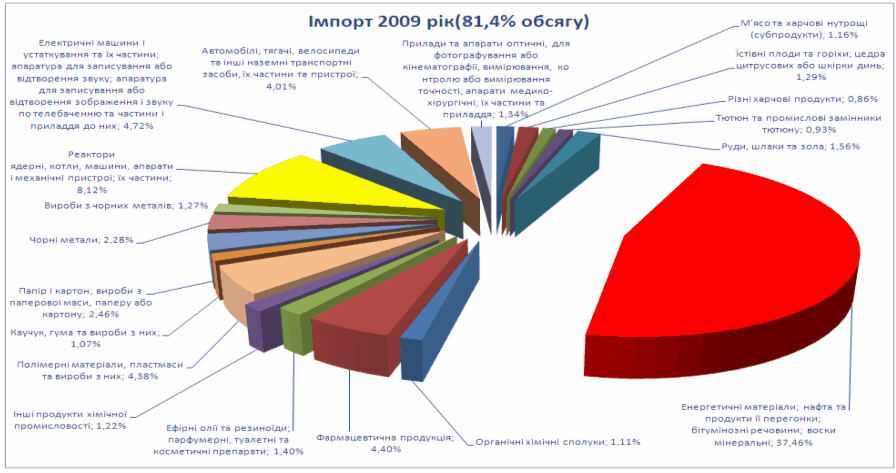 Імпорт 2009 рік(81,4% обсягу)
М'ясо та харчові нутрощі
(субпродукти); 1,16%
Їстівні плоди та горіхи; цедра
цитрусових або шкірки динь;
1,29%
Різні харчові продукти; 0,86%
Тютюн та промислові замінники
тютюну; 0,93%
Руди, шлаки та зола; 1,56%
Енергетичні матеріали; нафта та
продукти її перегонки;
бітумінозні речовини; воски
мінеральні; 37,46%
Органічні хімічні сполуки; 1,11%
Фармацевтична продукція;
4,40%
Ефірні олії та резиноїди;
парфумерні, туалетні та
косметичні препарати; 1,40%
Інші продукти хімічної
промисловості; 1,22%
Полімерні матеріали, пластмаси
та вироби з них; 4,38%
Каучук, гума та вироби з них;
1,07%
Папір і картон; вироби з
паперової маси, паперу або
картону; 2,46%
Чорні метали; 2,28%
Вироби з чорних металів; 1,27%
Реактори
ядерні, котли, машини, апарати
і механічні пристрої; їх частини;
8,12%
Електричні машини і
устаткування та їх частини;
апаратура для записування або
відтворення звуку; апаратура
для записування або
відтворення зображення і звуку
по телебаченню та частини і
приладдя до них; 4,72%
Автомобілі, тягачі, велосипеди
та інші наземні транспортні
засоби, їх частини та пристрої;
4,01%
Прилади та апарати оптичні, для
фотографування або
кінематографії, вимірювання, ко
нтролю або вимірювання
точності; апарати медико-
хірургічні; їх частини та
приладдя; 1,34%